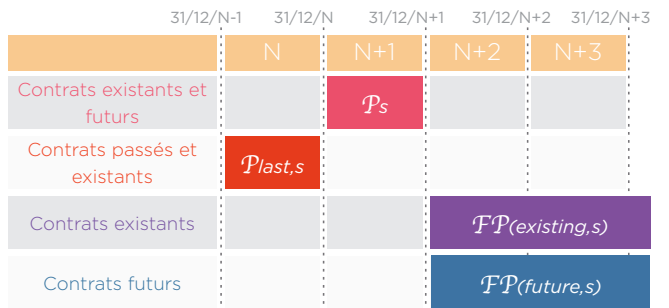 31/12/N-1 31/12/N 31/12/N+1 31/12/N+2 31/12/N+3
N N+1 N+2 N+3
Contrats existants et
futurs
Ps
Contrats passés et
existants
Plast,s
Contrats existants
FP(existing,s)
Contrats futurs
FP(future,s)